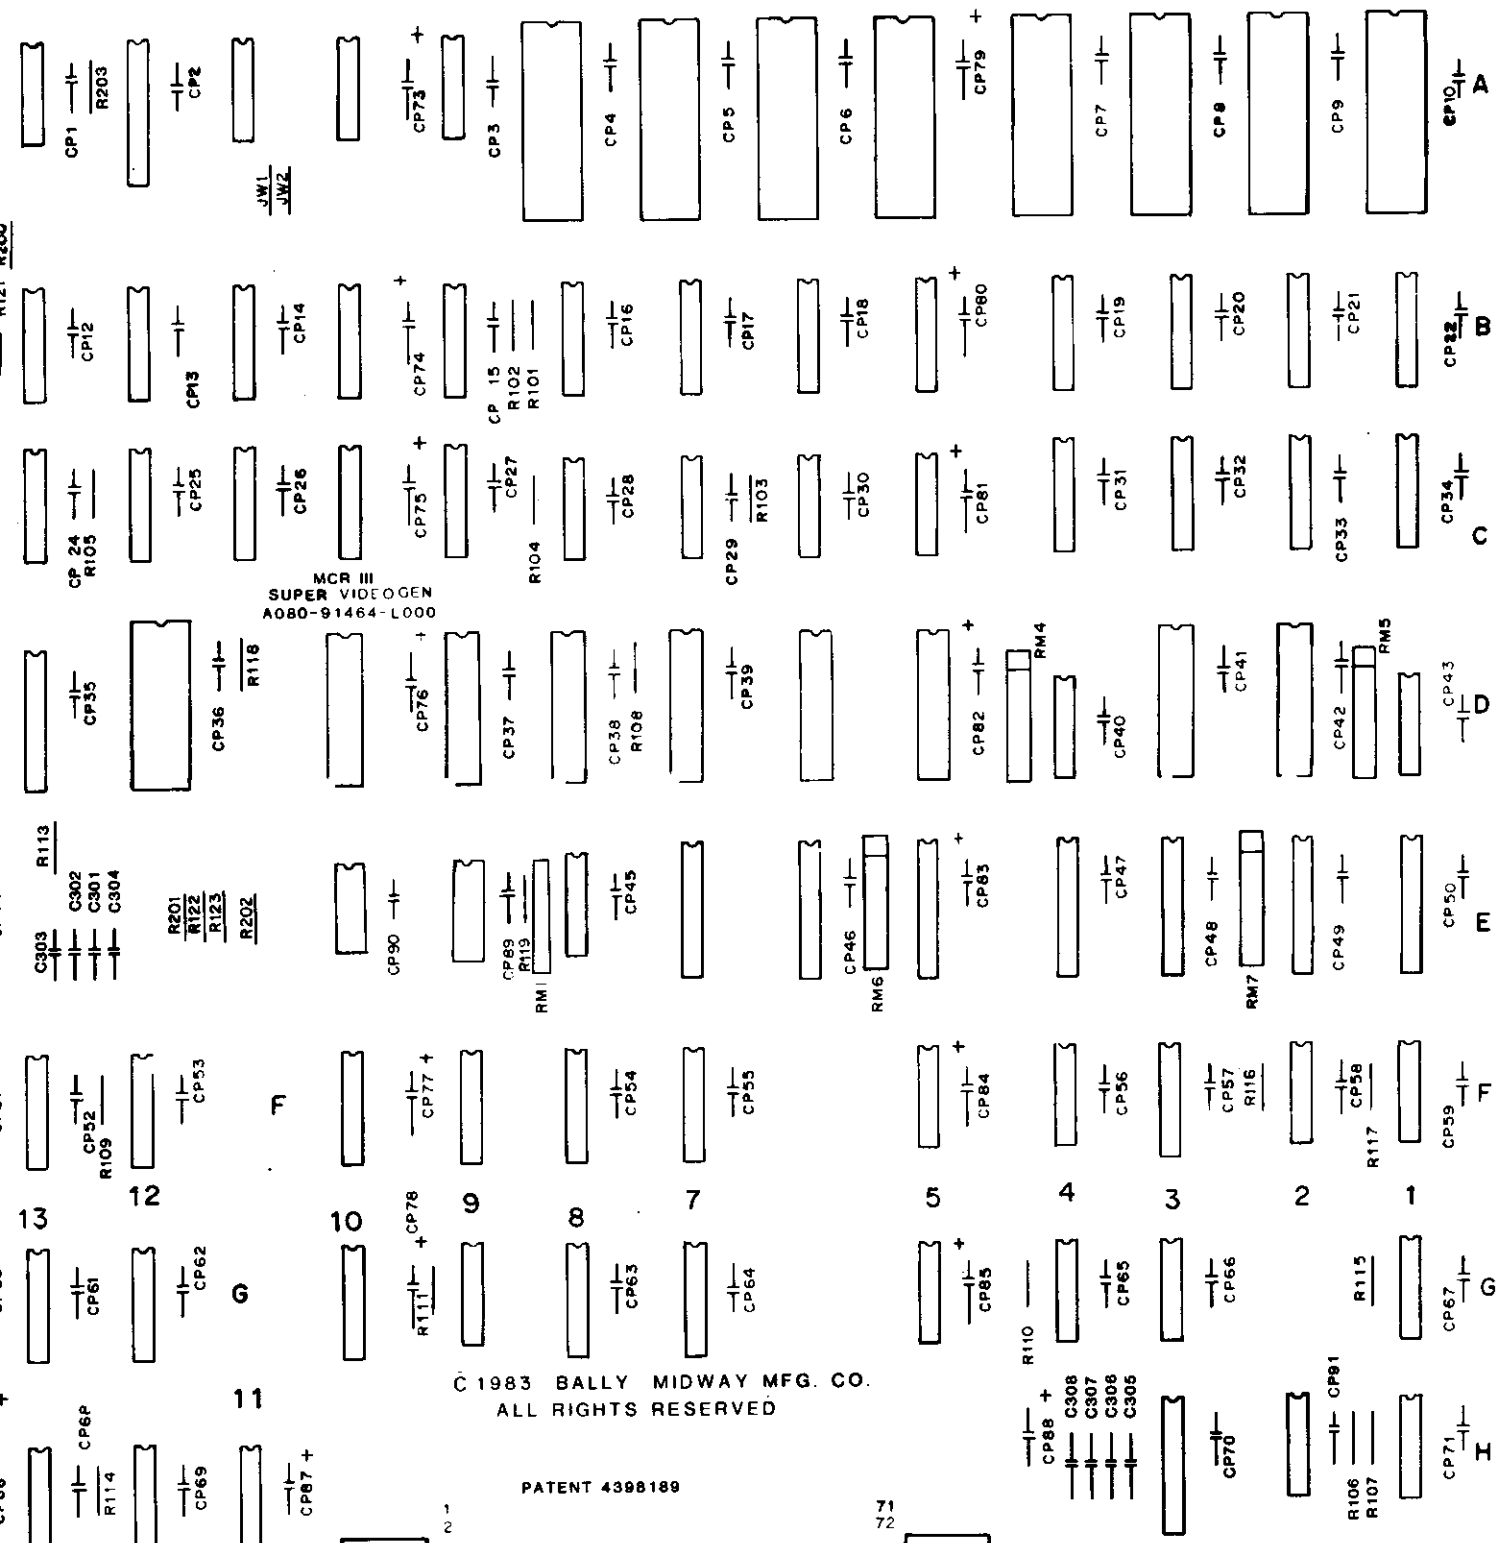 CP1
R203
CP2
CP73
+
CP3
CP4
CP5
CP6
+
CP79
CP7
CP8
CP9
CP10
A
JW1
JW2
R121
CP12
CP13
CP14
+
CP74
CP 15
R102
R101
CP16
CP17
CP18
+
CP80
CP19
CP20
CP21
CP22
B
CP 24
R105
CP25
CP26
+
CP75
CP27
R104
CP28
CP29
R103
CP30
+
CP81
CP31
CP32
CP33
CP34
C
MCR III
SUPER VIDEOGEN
A080-91464-L000
CP35
CP36
R118
+
CP76
CP37
CP38
R108
CP39
+
CP82
RM4
CP40
CP41
CP42
RM5
CP43
D
R113
C303
C302
C301
C304
R201
R122
R123
R202
CP90
CP89
R119
RM1
CP45
CP46
RM6
+
CP83
CP47
CP48
RM7
CP49
CP50
E
CP52
R109
CP53
F
+
CP77
CP54
CP55
+
CP84
CP56
CP57
R116
CP58
R117
CP59
F
13
12
10
9
8
7
5
4
3
2
1
CP61
CP62
G
CP78
+
R111
CP63
CP64
+
CP85
R110
CP65
CP66
R115
CP67
G
C 1983 BALLY MIDWAY MFG. CO.
ALL RIGHTS RESERVED
11
+
CP6P
R114
CP69
CP87
+
CP88
+
C308
C307
C306
C305
CP70
CP91
R106
R107
CP71
H
PATENT 4398189
1
2
71
72